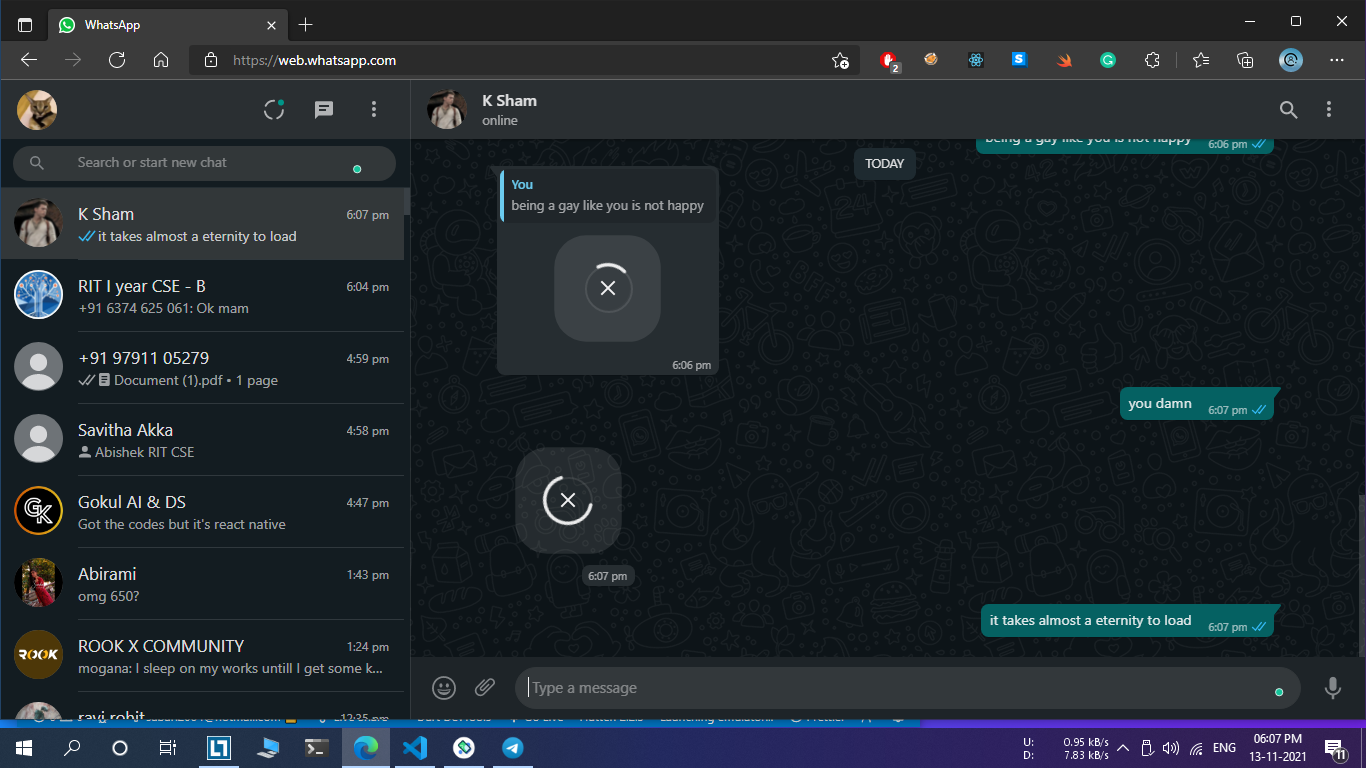 WhatsApp
https://web.whatsapp.com
2
K Sham
online
Search or start new chat
K Sham
6:07 pm
it takes almost a eternity to load
RIT I year CSE - B
6:04 pm
+91 6374 625 061: Ok mam
+91 97911 05279
4:59 pm
Document (1).pdf • 1 page
Savitha Akka
4:58 pm
Abishek RIT CSE
GK
Gokul AI & DS
4:47 pm
Got the codes but it's react native
Abirami
1:43 pm
omg 650?
ROOK
ROOK X COMMUNITY
1:24 pm
mogana: I sleep on my works untill I get some k...
ravi rohit
12:35 pm
being a gay like you is not happy
6:06 pm
TODAY
You
being a gay like you is not happy
6:06 pm
you damn
6:07 pm
6:07 pm
it takes almost a eternity to load
6:07 pm
Type a message
U: 0.95 kB/s
D: 7.83 kB/s
ENG
06:07 PM
13-11-2021
11